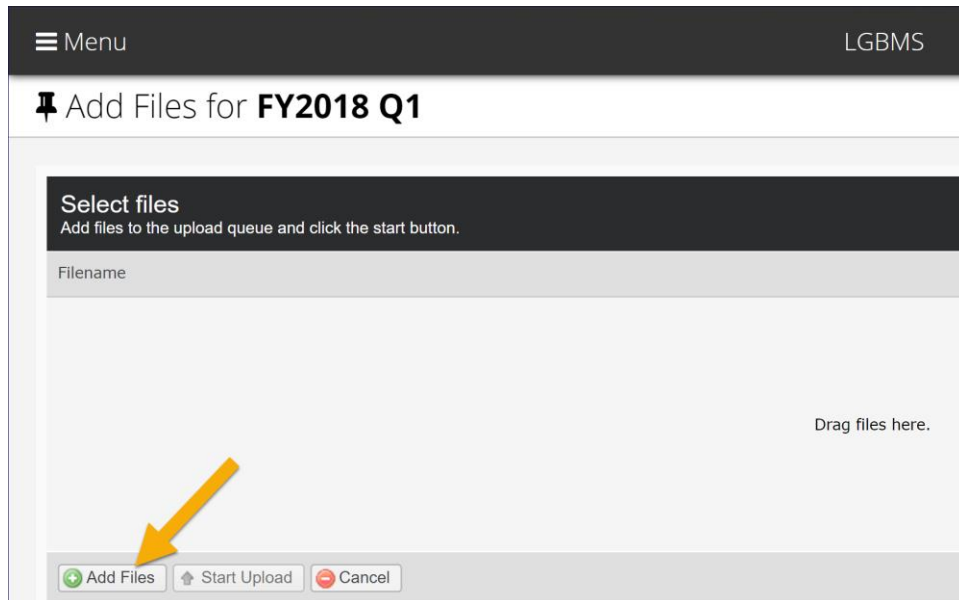 Menu LGBMS
Add Files for FY2018 Q1
Select files
Add files to the upload queue and click the start button.
Filename
Drag files here.
Add Files Start Upload Cancel